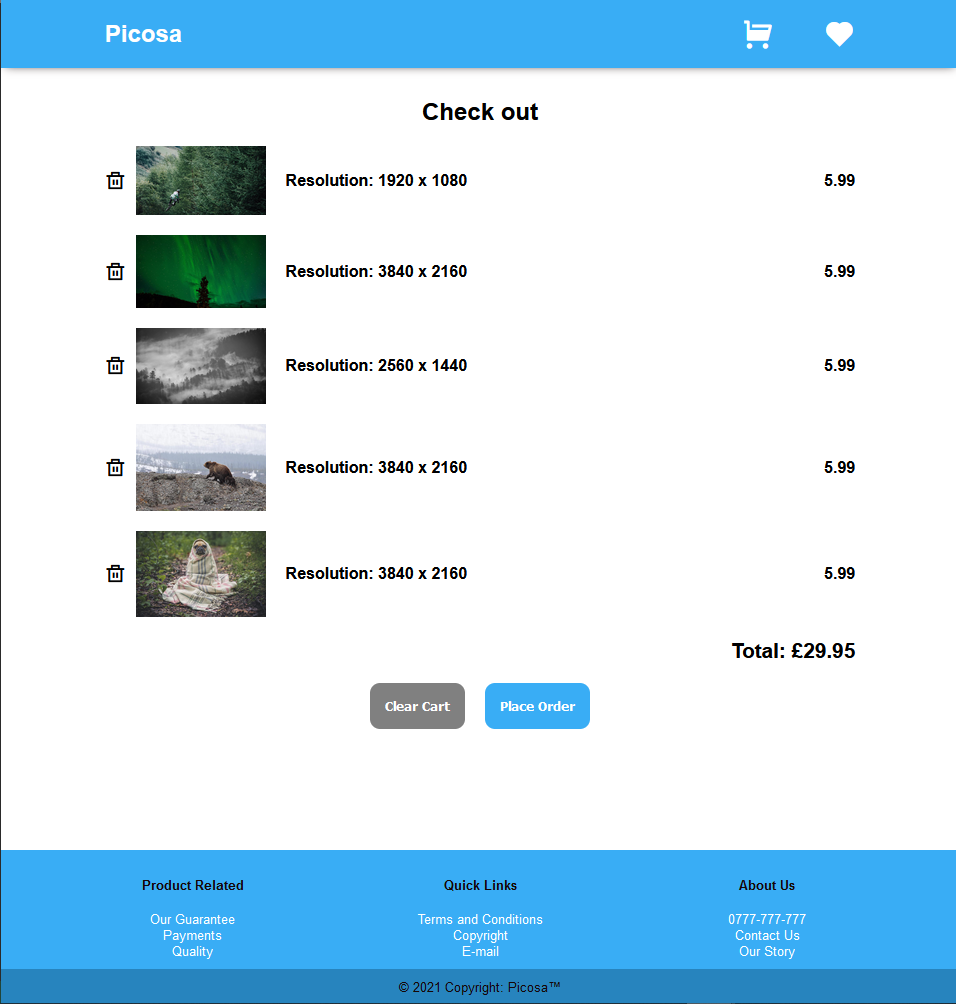 Picosa
Check out
Resolution: 1920 x 1080 5.99
Resolution: 3840 x 2160 5.99
Resolution: 2560 x 1440 5.99
Resolution: 3840 x 2160 5.99
Resolution: 3840 x 2160 5.99
Total: £29.95
Clear Cart Place Order
Product Related Quick Links About Us
Our Guarantee Terms and Conditions 0777-777-777
Payments Copyright Contact Us
Quality E-mail Our Story
© 2021 Copyright: Picosa™